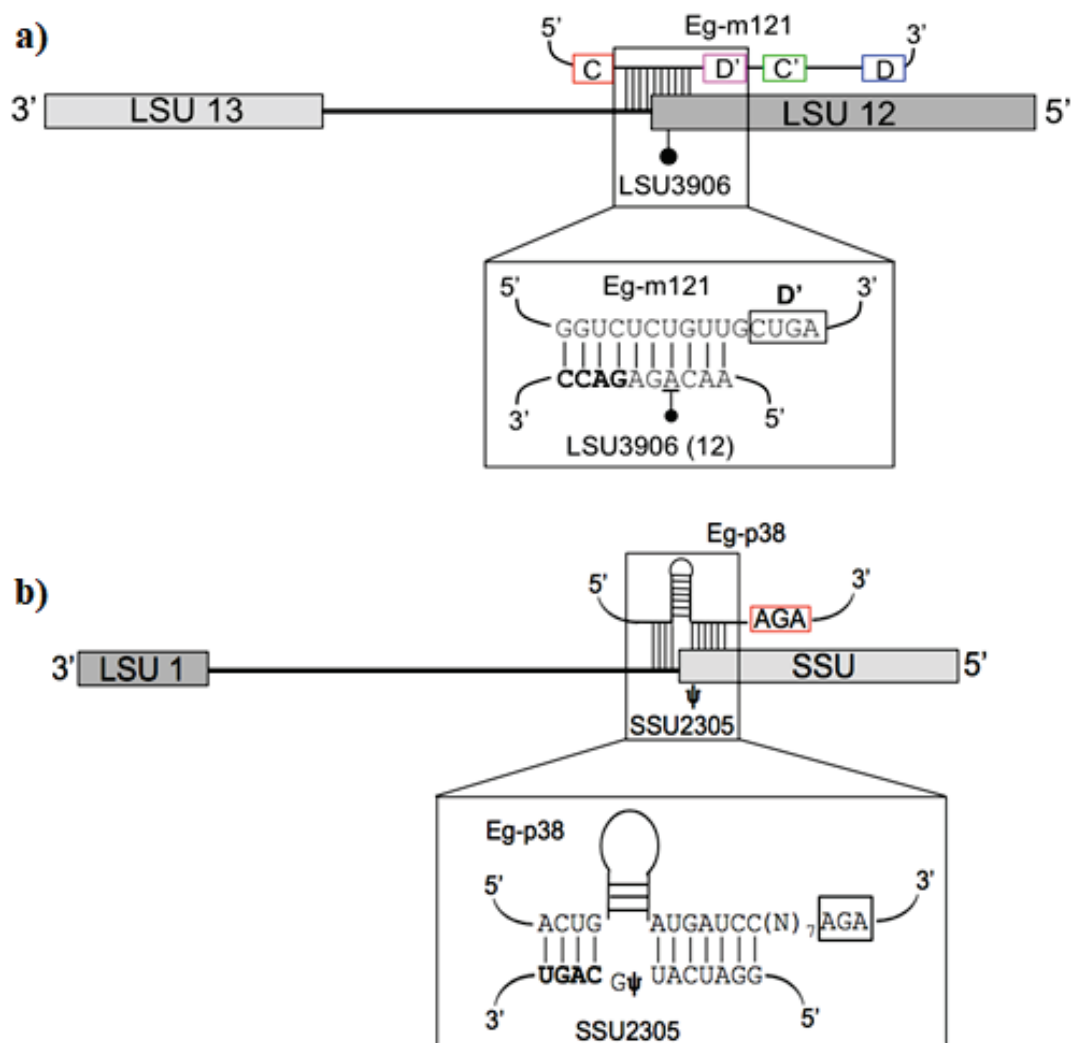 a)
Eg-m121
5’ 3’
C D’ C’ D
3’ LSU 13 LSU 12 5’
LSU3906
Eg-m121 D’
5’ 3’
GGUCUCUGUUGCUGA
CCAGAGACAA
3’ 5’
LSU3906 (12)
Eg-p38
b)
5’ 3’
AGA
3’ LSU 1 SSU 5’
ψ
SSU2305
Eg-p38
5’ 3’
ACUG AUGAUCC(N)7AGA
UGAC Gψ UACUAGG
3’ 5’
SSU2305